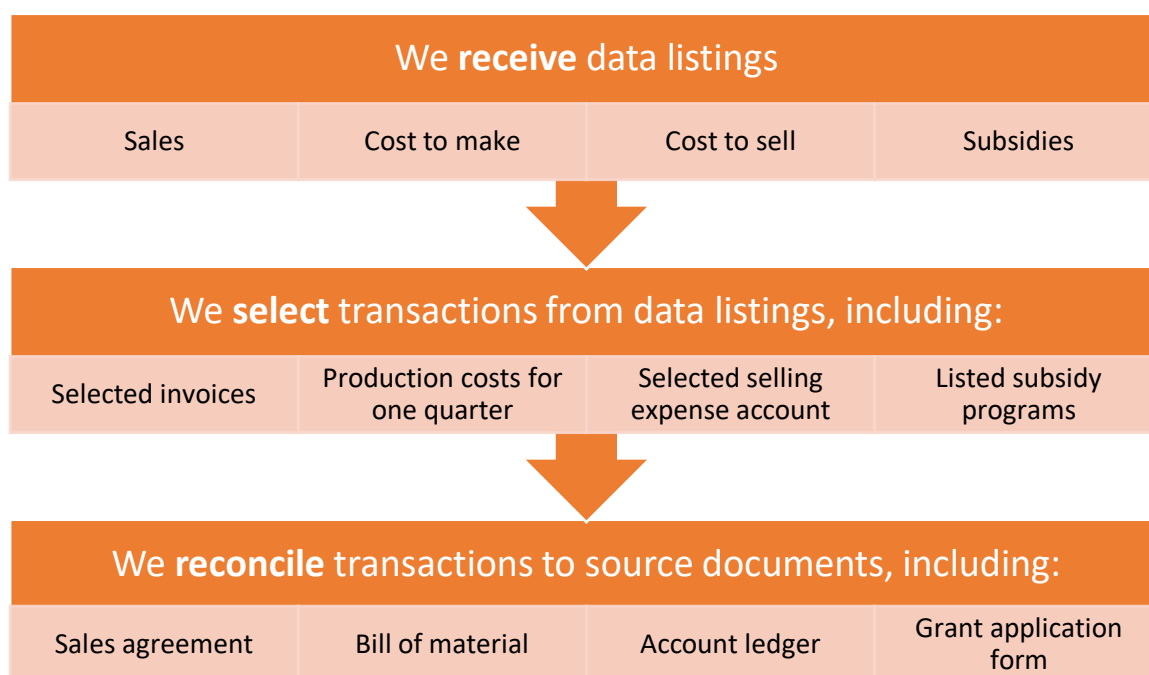 We receive data listings
Sales
Cost to make
Cost to sell
Subsidies
We select transactions from data listings, including:
Selected invoices
Production costs for
one quarter
Selected selling
expense account
Listed subsidy
programs
We reconcile transactions to source documents, including:
Sales agreement
Bill of material
Account ledger
Grant application
form